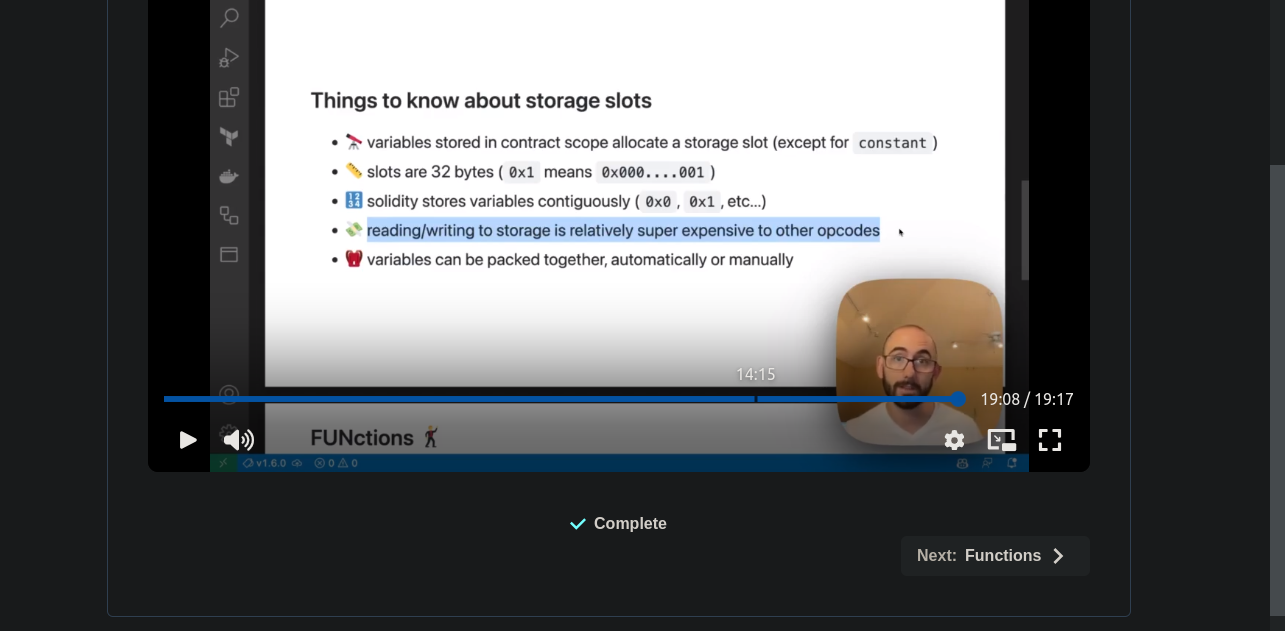 Things to know about storage slots
variables stored in contract scope allocate a storage slot (except for constant )
slots are 32 bytes ( 0x1 means 0x000....001 )
solidity stores variables contiguously ( 0x0 , 0x1 , etc...)
reading/writing to storage is relatively super expensive to other opcodes
variables can be packed together, automatically or manually
14:15
19:08 / 19:17
FUNctions
v1.6.0 0 0
Complete
Next: Functions